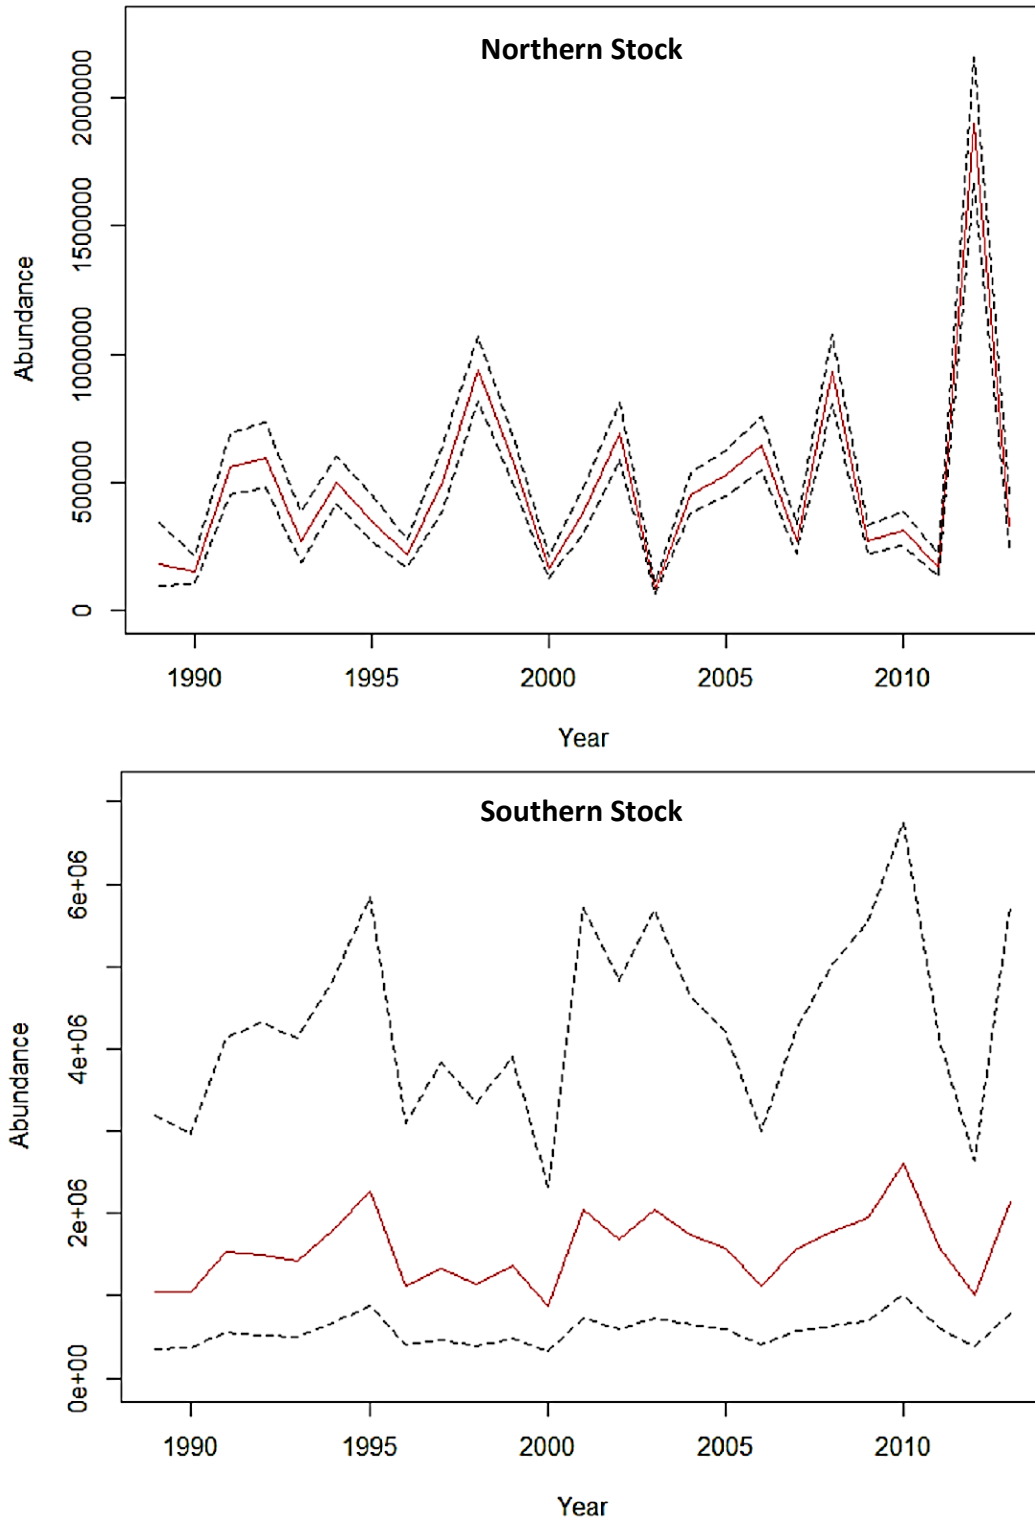 Northern Stock
Abundance
2000000
1500000
1000000
500000
0
1990 1995 2000 2005 2010
Year
Southern Stock
Abundance
6e+06
4e+06
2e+06
0e+00
1990 1995 2000 2005 2010
Year